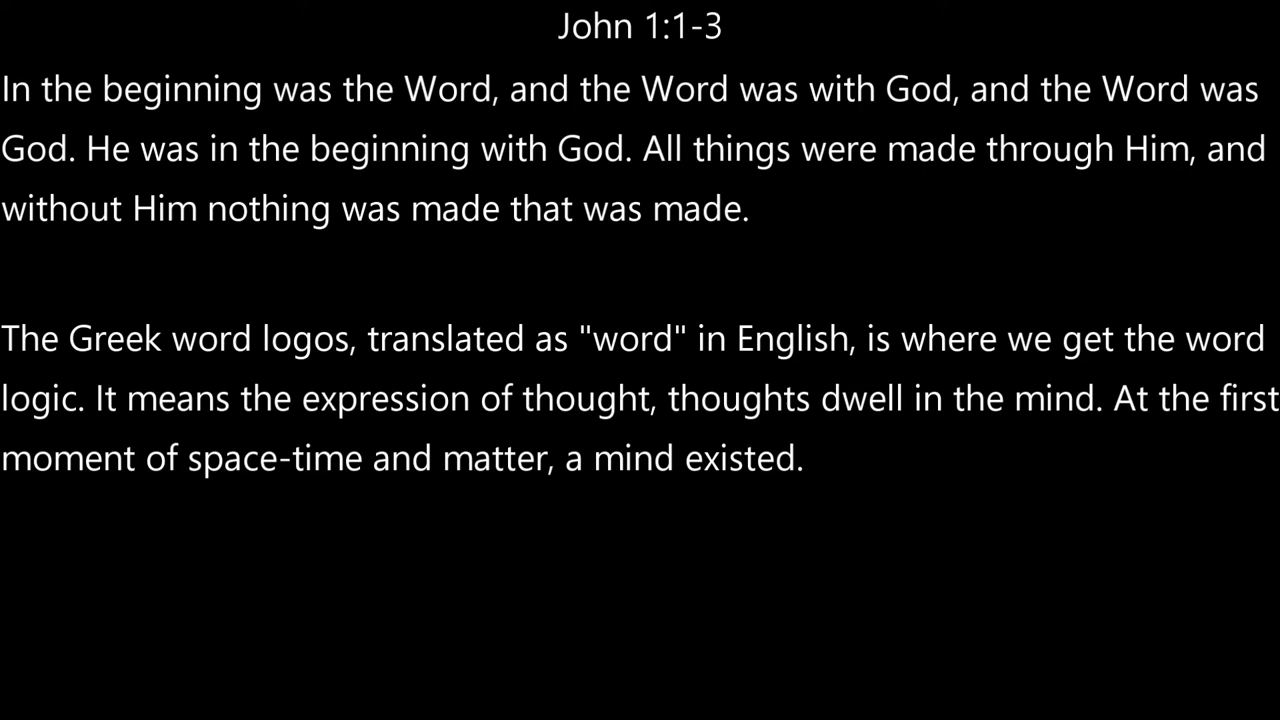 John 1:1-3
In the beginning was the Word, and the Word was with God, and the Word was
God. He was in the beginning with God. All things were made through Him, and
without Him nothing was made that was made.
The Greek word logos, translated as "word" in English, is where we get the word
logic. It means the expression of thought, thoughts dwell in the mind. At the first
moment of space-time and matter, a mind existed.